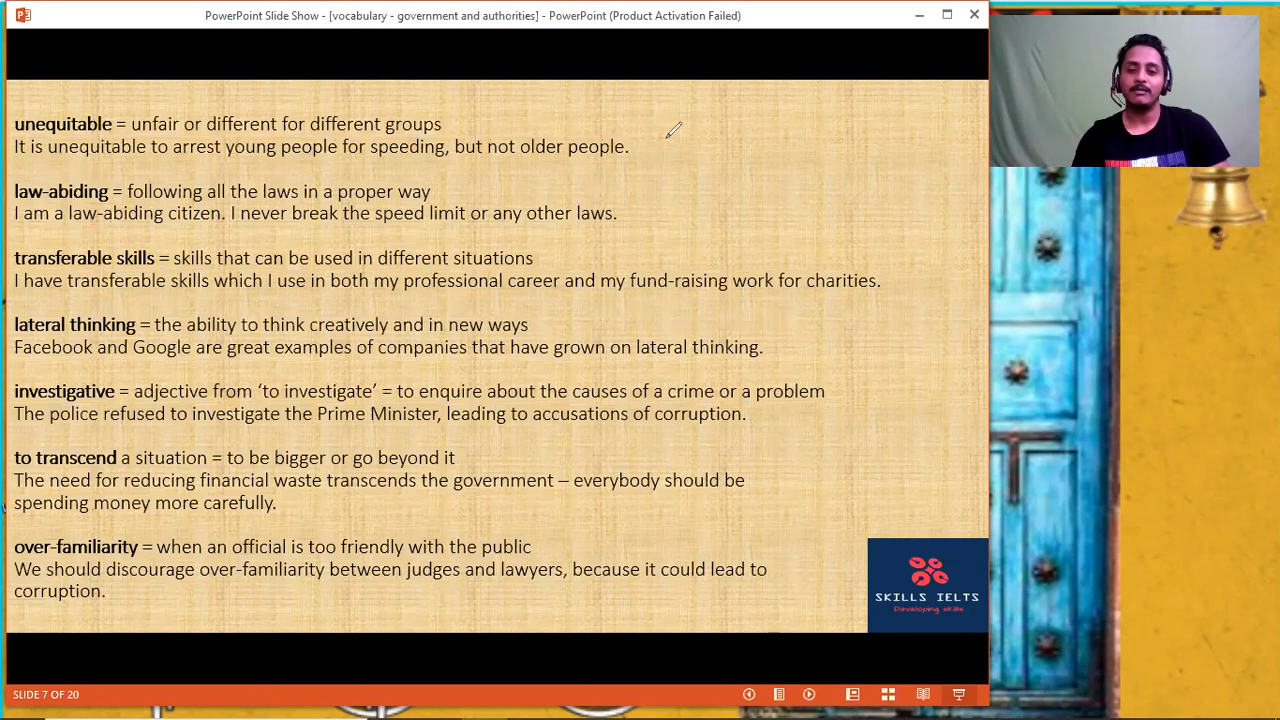 PowerPoint Slide Show - [vocabulary - government and authorities] - PowerPoint (Product Activation Failed)
unequitable = unfair or different for different groups
It is unequitable to arrest young people for speeding, but not older people.
law-abiding = following all the laws in a proper way
I am a law-abiding citizen. I never break the speed limit or any other laws.
transferable skills = skills that can be used in different situations
I have transferable skills which I use in both my professional career and my fund-raising work for charities.
lateral thinking = the ability to think creatively and in new ways
Facebook and Google are great examples of companies that have grown on lateral thinking.
investigative = adjective from ‘to investigate’ = to enquire about the causes of a crime or a problem
The police refused to investigate the Prime Minister, leading to accusations of corruption.
to transcend a situation = to be bigger or go beyond it
The need for reducing financial waste transcends the government – everybody should be
spending money more carefully.
over-familiarity = when an official is too friendly with the public
We should discourage over-familiarity between judges and lawyers, because it could lead to
corruption.
SKILLS IELTS
Developing skills
SLIDE 7 OF 20